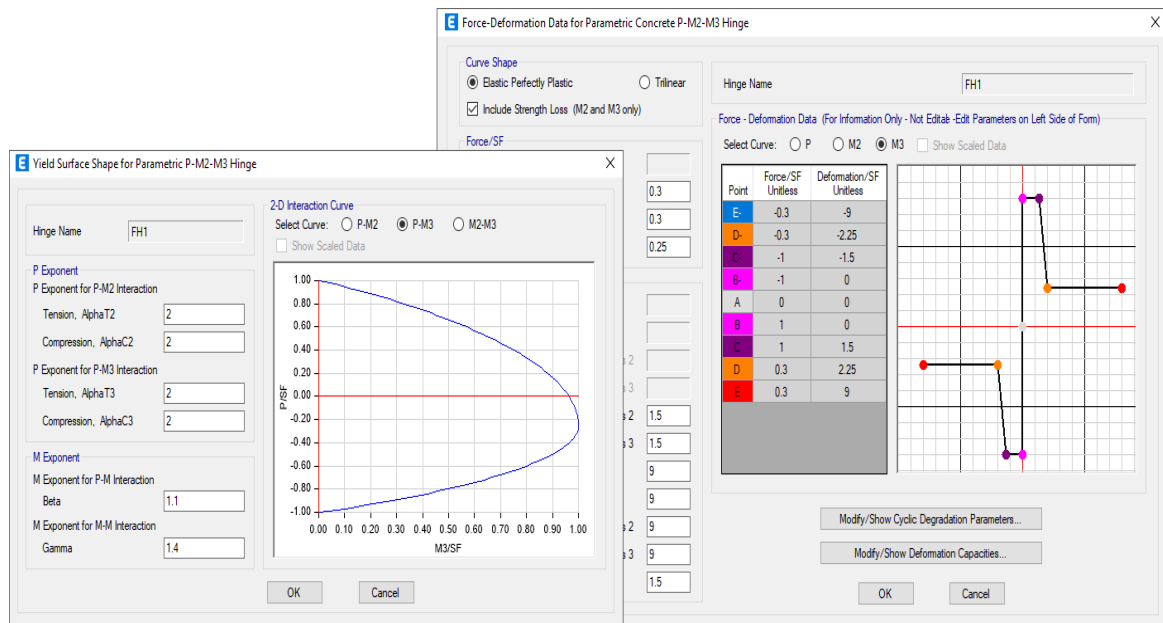 E Force-Deformation Data for Parametric Concrete P-M2-M3 Hinge X
Curve Shape
Elastic Perfectly Plastic Trilinear
Include Strength Loss (M2 and M3 only)
Force/SF
0.3
0.3
0.25
s 2
s 3
s 2 1.5
s 3 1.5
9
9
s 2 9
s 3 9
1.5
Hinge Name FH1
Force - Deformation Data (For Information Only - Not Editab -Edit Parameters on Left Side of Form)
Select Curve: P M2 M3 Show Scaled Data
Point Force/SF Unitless Deformation/SF Unitless
E- -0.3 -9
D- -0.3 -2.25
C- -1 -1.5
B- -1 0
A 0 0
B 1 0
C 1 1.5
D 0.3 2.25
E 0.3 9
Modify/Show Cyclic Degradation Parameters...
Modify/Show Deformation Capacities...
OK Cancel
E Yield Surface Shape for Parametric P-M2-M3 Hinge X
Hinge Name FH1
P Exponent
P Exponent for P-M2 Interaction
Tension, AlphaT2 2
Compression, AlphaC2 2
P Exponent for P-M3 Interaction
Tension, AlphaT3 2
Compression, AlphaC3 2
M Exponent
M Exponent for P-M Interaction
Beta 1.1
M Exponent for M-M Interaction
Gamma 1.4
2-D Interaction Curve
Select Curve: P-M2 P-M3 M2-M3
Show Scaled Data
1.00
0.80
0.60
0.40
0.20
0.00
-0.20
-0.40
-0.60
-0.80
-1.00
P/SF
0.00 0.10 0.20 0.30 0.40 0.50 0.60 0.70 0.80 0.90 1.00
M3/SF
OK Cancel